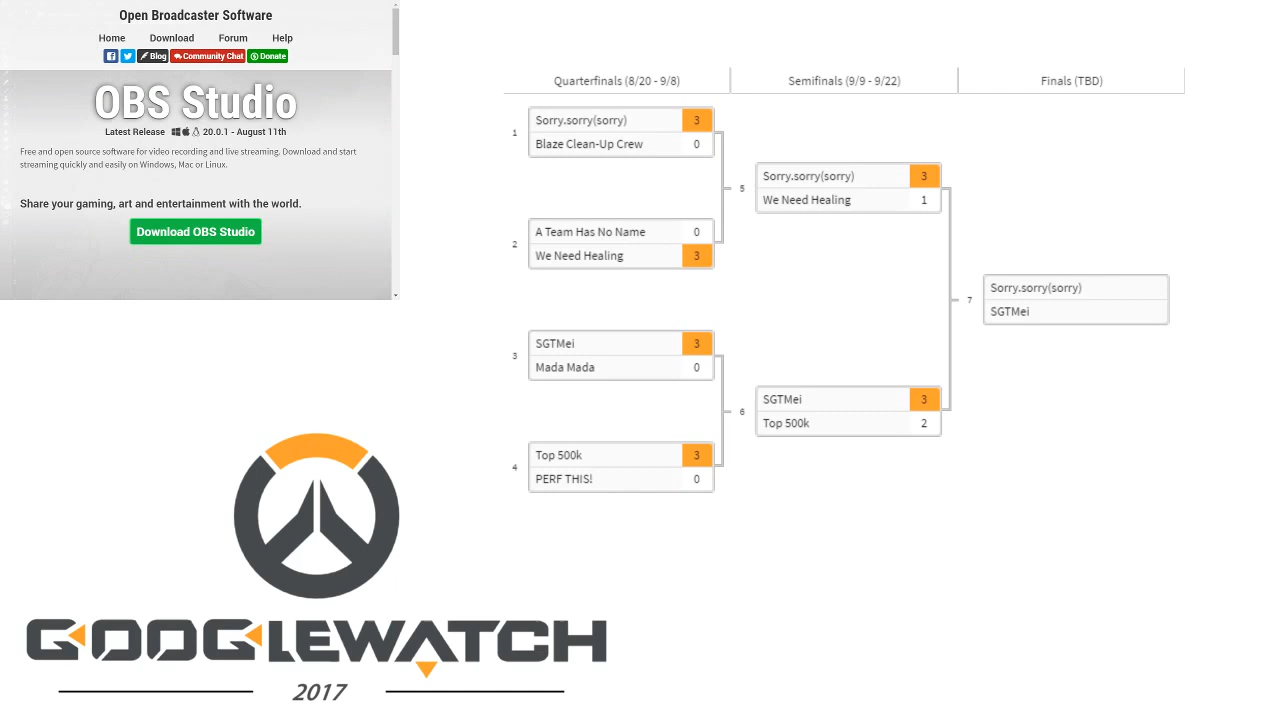 Open Broadcaster Software
Home Download Forum Help
Blog Community Chat Donate
OBS Studio
Latest Release 20.0.1 - August 11th
Free and open source software for video recording and live streaming. Download and start
streaming quickly and easily on Windows, Mac or Linux.
Share your gaming, art and entertainment with the world.
Download OBS Studio
Quarterfinals (8/20 - 9/8) Semifinals (9/9 - 9/22) Finals (TBD)
1
Sorry.sorry(sorry) 3
Blaze Clean-Up Crew 0
2
A Team Has No Name 0
We Need Healing 3
3
SGTMei 3
Mada Mada 0
4
Top 500k 3
PERF THIS! 0
5
Sorry.sorry(sorry) 3
We Need Healing 1
6
SGTMei 3
Top 500k 2
7
Sorry.sorry(sorry)
SGTMei
GOOGLEWATCH
2017